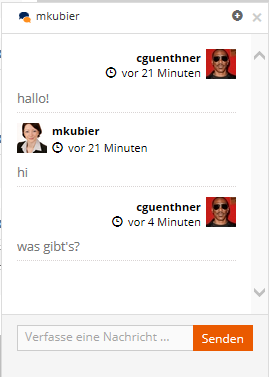 mkubier
cguenthner
vor 21 Minuten
hallo!
mkubier
vor 21 Minuten
hi
cguenthner
vor 4 Minuten
was gibt's?
Verfasse eine Nachricht ...
Senden